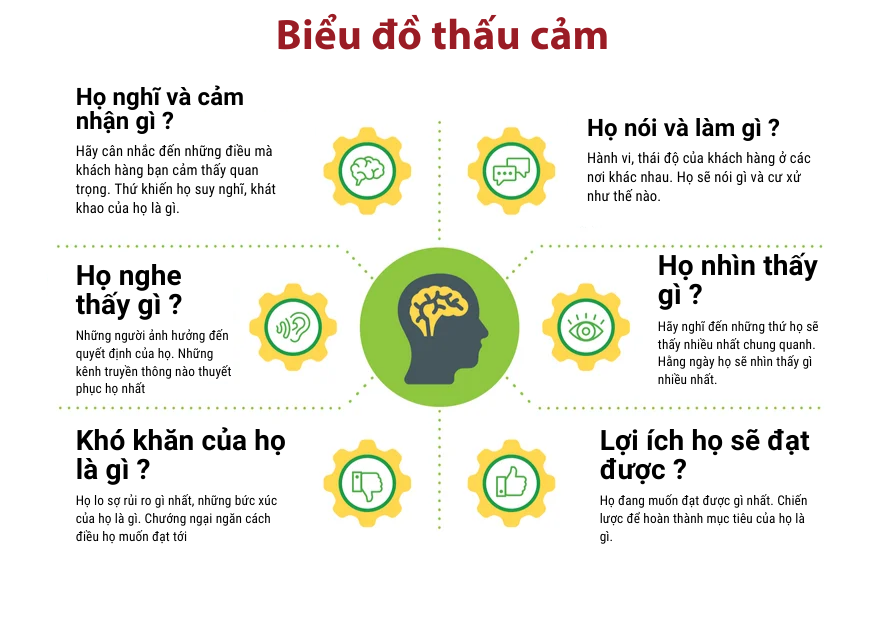 Biểu đồ thấu cảm
Họ nghĩ và cảm
nhận gì ?
Hãy cân nhắc đến những điều mà
khách hàng bạn cảm thấy quan
trọng. Thứ khiến họ suy nghĩ, khát
khao của họ là gì.
Họ nói và làm gì ?
Hành vi, thái độ của khách hàng ở các
nơi khác nhau. Họ sẽ nói gì và cư xử
như thế nào.
Họ nghe
thấy gì ?
Những người ảnh hưởng đến
quyết định của họ. Những
kênh truyền thông nào thuyết
phục họ nhất
Họ nhìn thấy
gì ?
Hãy nghĩ đến những thứ họ sẽ
thấy nhiều nhất chung quanh.
Hằng ngày họ sẽ nhìn thấy gì
nhiều nhất.
Khó khăn của họ
là gì ?
Họ lo sợ rủi ro gì nhất, những bức xúc
của họ là gì. Chướng ngại ngăn cách
điều họ muốn đạt tới
Lợi ích họ sẽ đạt
được ?
Họ đang muốn đạt được gì nhất. Chiến
lược để hoàn thành mục tiêu của họ là
gì.